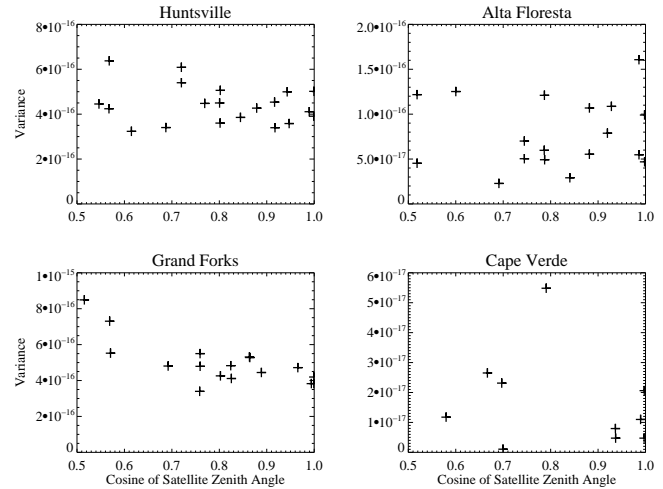 Huntsville
Variance
8•10⁻¹⁶
6•10⁻¹⁶
4•10⁻¹⁶
2•10⁻¹⁶
0
0.5 0.6 0.7 0.8 0.9 1.0
Alta Floresta
2.0•10⁻¹⁶
1.5•10⁻¹⁶
1.0•10⁻¹⁶
5.0•10⁻¹⁷
0
0.5 0.6 0.7 0.8 0.9 1.0
Grand Forks
Variance
1•10⁻¹⁵
8•10⁻¹⁶
6•10⁻¹⁶
4•10⁻¹⁶
2•10⁻¹⁶
0
0.5 0.6 0.7 0.8 0.9 1.0
Cosine of Satellite Zenith Angle
Cape Verde
6•10⁻¹⁷
5•10⁻¹⁷
4•10⁻¹⁷
3•10⁻¹⁷
2•10⁻¹⁷
1•10⁻¹⁷
0
0.5 0.6 0.7 0.8 0.9 1.0
Cosine of Satellite Zenith Angle